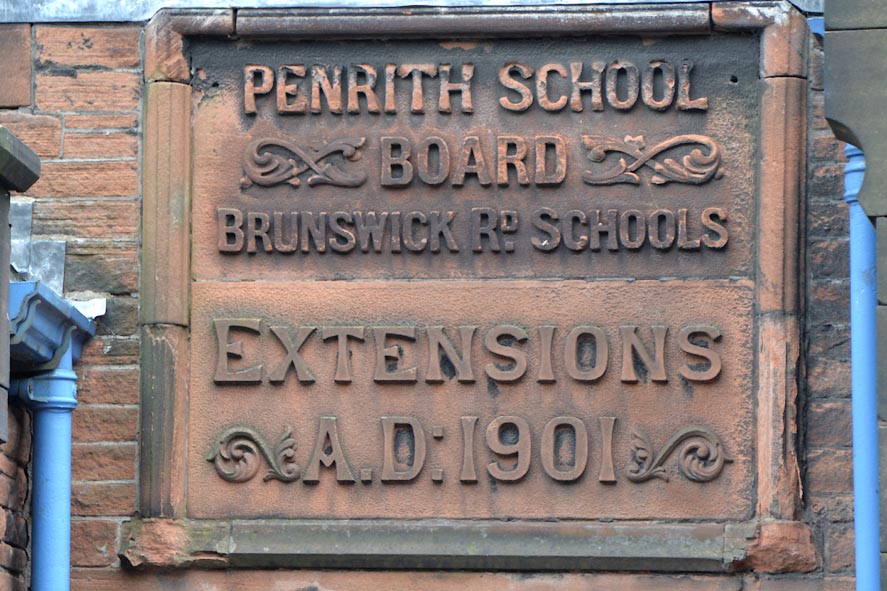 PENRITH SCHOOL
BOARD
BRUNSWICK RD. SCHOOLS
EXTENSIONS
A.D: 1901